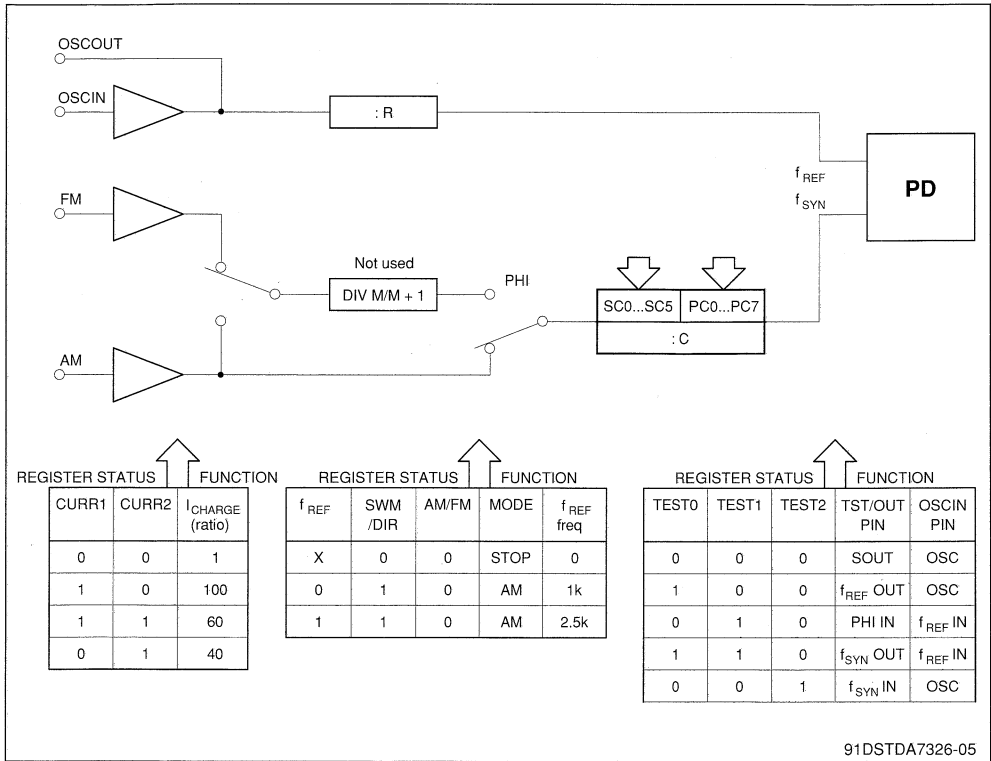 OSCOUT
OSCIN
: R
f REF
f SYN
PD
FM
Not used
DIV M/M + 1
PHI
SC0...SC5 PC0...PC7
: C
AM
REGISTER STATUS FUNCTION
CURR1 CURR2 I CHARGE (ratio)
0 0 1
1 0 100
1 1 60
0 1 40
REGISTER STATUS FUNCTION
f REF SWM /DIR AM/FM MODE f REF freq
X 0 0 STOP 0
0 1 0 AM 1k
1 1 0 AM 2.5k
REGISTER STATUS FUNCTION
TEST0 TEST1 TEST2 TST/OUT PIN OSCIN PIN
0 0 0 SOUT OSC
1 0 0 f REF OUT OSC
0 1 0 PHI IN f REF IN
1 1 0 f SYN OUT f REF IN
0 0 1 f SYN IN OSC
91DSTDA7326-05